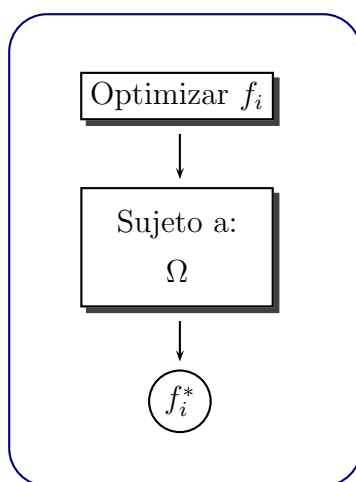 Optimizar $f_i$
Sujeto a:
Ω
$f_i^*$